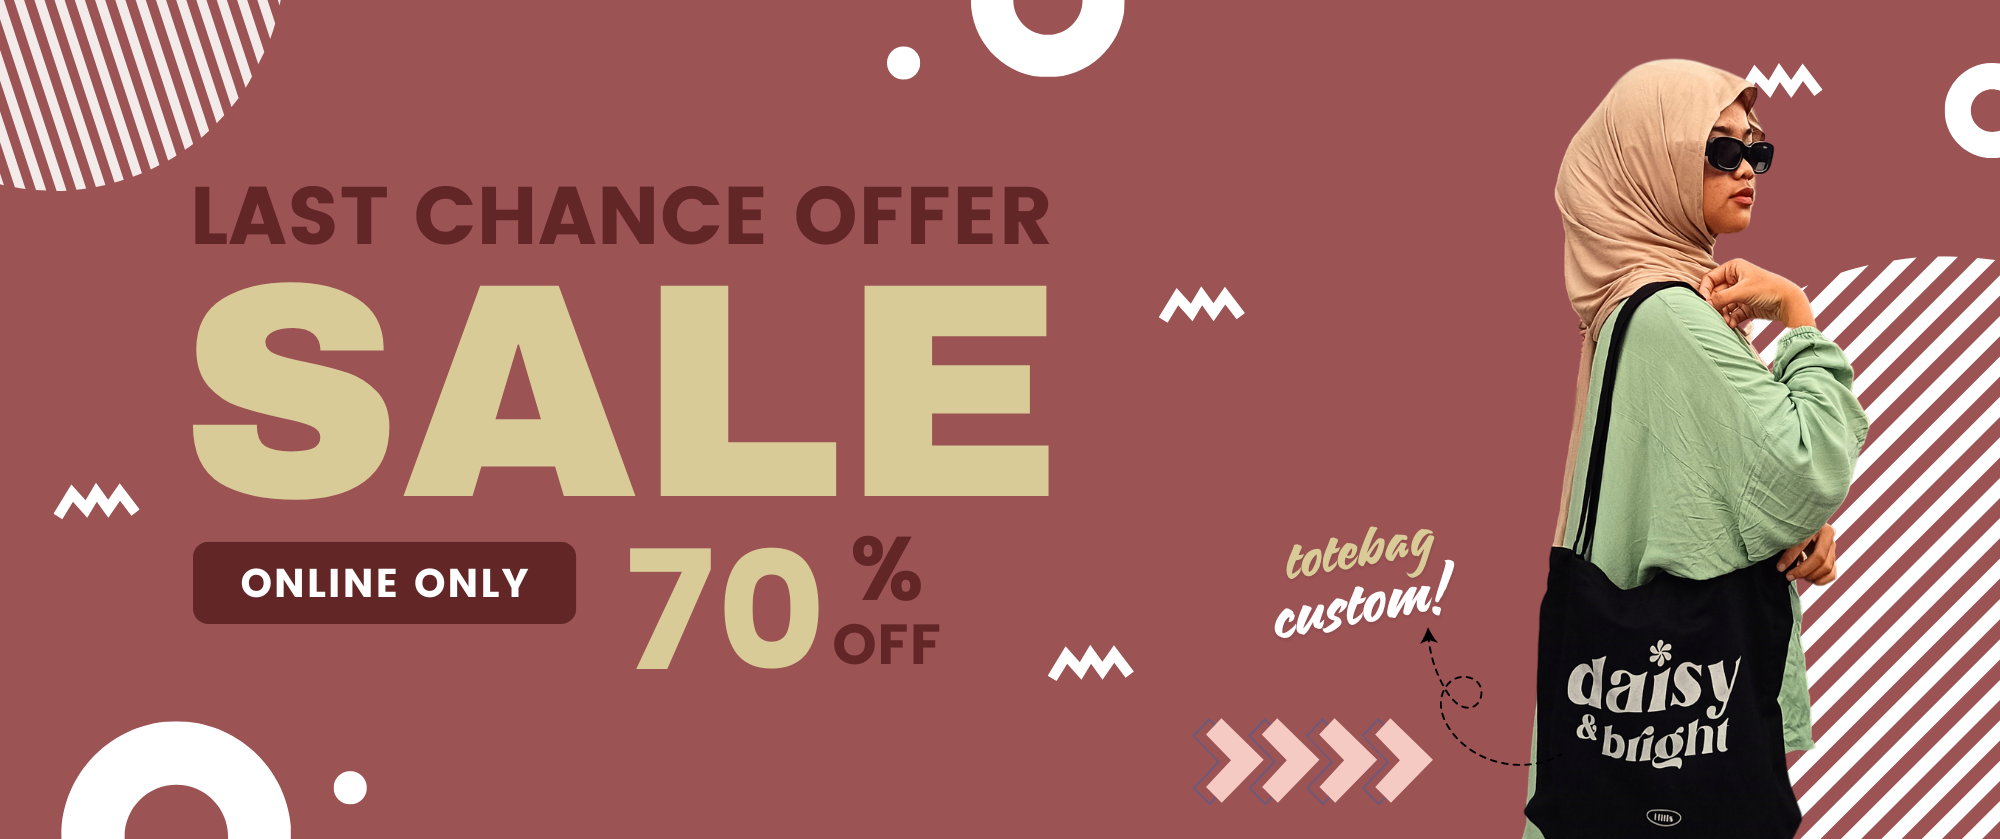 LAST CHANCE OFFER
SALE
ONLINE ONLY
70
%
OFF
totebag
custom!
daisy
& bright